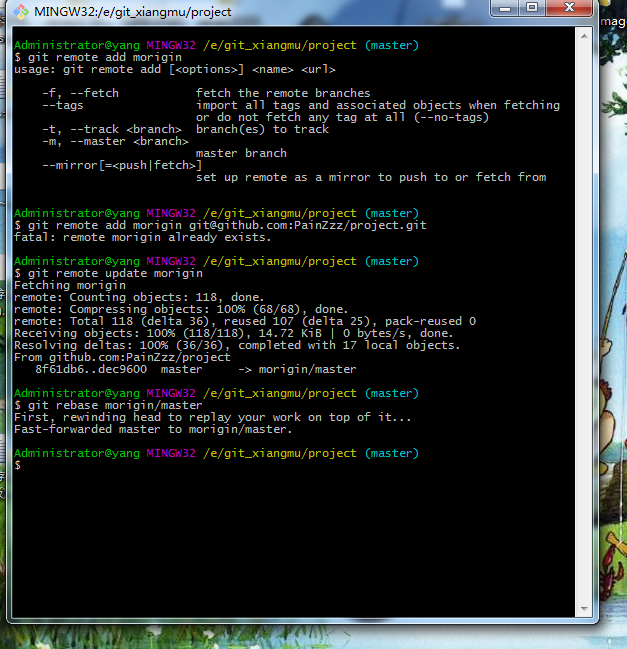 MINGW32:/e/git_xiangmu/project
Administrator@yang MINGW32 /e/git_xiangmu/project (master)
$ git remote add morigin
usage: git remote add [<options>] <name> <url>
-f, --fetch fetch the remote branches
--tags import all tags and associated objects when fetching
or do not fetch any tag at all (--no-tags)
-t, --track <branch> branch(es) to track
-m, --master <branch>
master branch
--mirror[=<push|fetch>]
set up remote as a mirror to push to or fetch from
Administrator@yang MINGW32 /e/git_xiangmu/project (master)
$ git remote add morigin git@github.com:PainZzz/project.git
fatal: remote morigin already exists.
Administrator@yang MINGW32 /e/git_xiangmu/project (master)
$ git remote update morigin
Fetching morigin
remote: Counting objects: 118, done.
remote: Compressing objects: 100% (68/68), done.
remote: Total 118 (delta 36), reused 107 (delta 25), pack-reused 0
Receiving objects: 100% (118/118), 14.72 KiB | 0 bytes/s, done.
Resolving deltas: 100% (36/36), completed with 17 local objects.
From github.com:PainZzz/project
8f61db6..dec9600 master -> morigin/master
Administrator@yang MINGW32 /e/git_xiangmu/project (master)
$ git rebase morigin/master
First, rewinding head to replay your work on top of it...
Fast-forwarded master to morigin/master.
Administrator@yang MINGW32 /e/git_xiangmu/project (master)
$